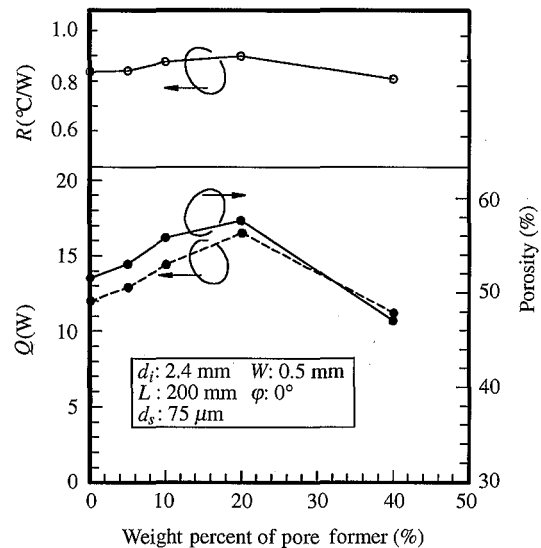 1.0
0.8
0.6
R(°C/W)
20
15
10
5
0
Q(W)
60
50
40
30
Porosity (%)
dᵢ: 2.4 mm W: 0.5 mm
L: 200 mm φ: 0°
dₛ: 75 μm
0 10 20 30 40 50
Weight percent of pore former (%)